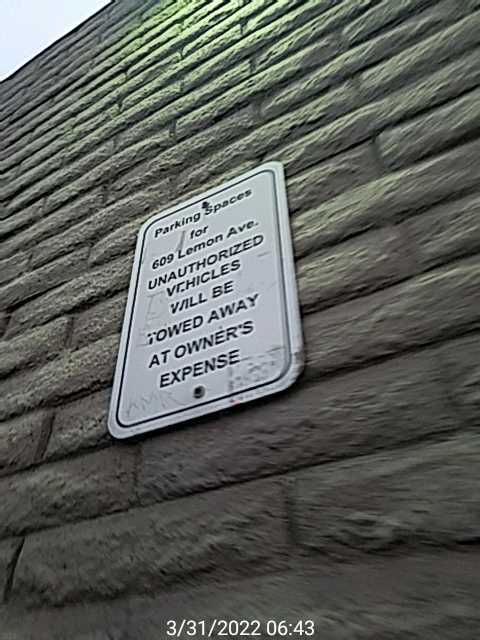 Parking Spaces
for
609 Lemon Ave.
UNAUTHORIZED
VEHICLES
WILL BE
TOWED AWAY
AT OWNER'S
EXPENSE
3/31/2022 06:43